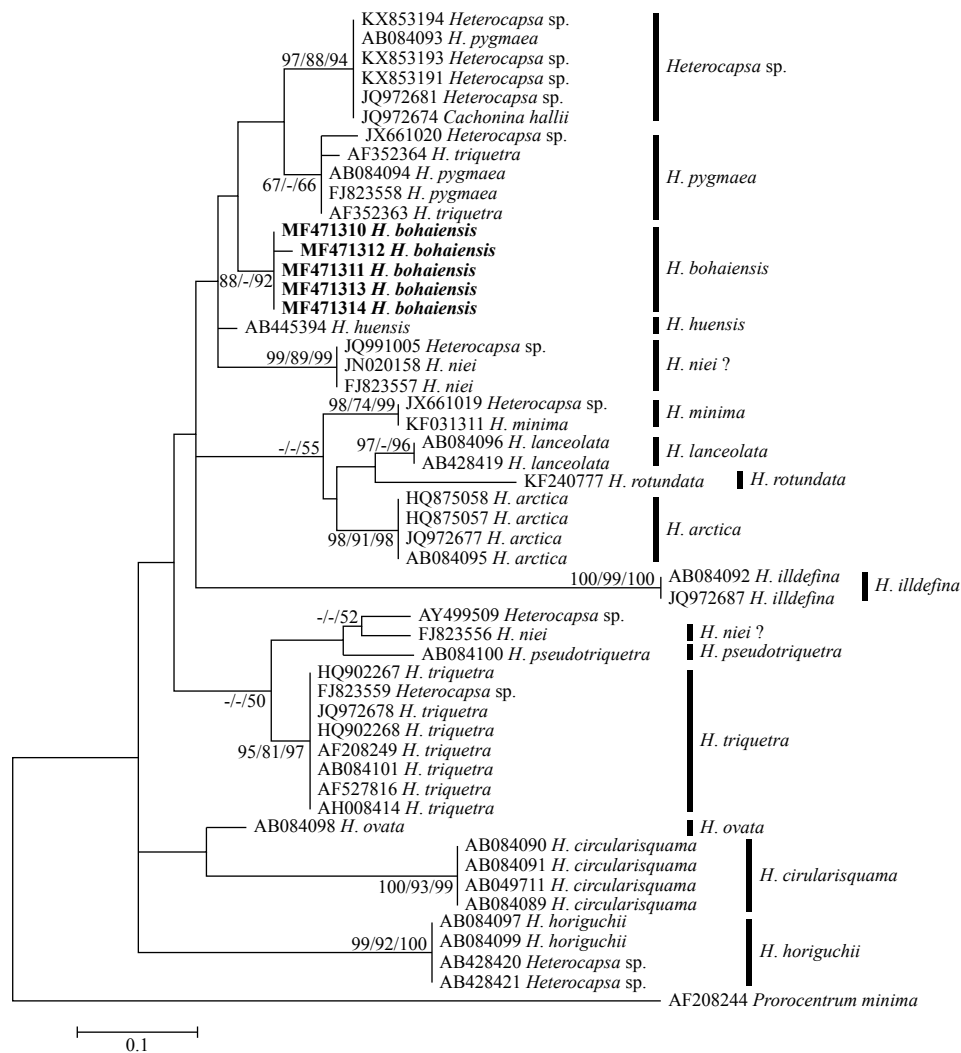 KX853194 Heterocapsa sp.
AB084093 H. pygmaea
97/88/94
KX853193 Heterocapsa sp.
Heterocapsa sp.
KX853191 Heterocapsa sp.
JQ972681 Heterocapsa sp.
JQ972674 Cachonina hallii
JX661020 Heterocapsa sp.
AF352364 H. triquetra
AB084094 H. pygmaea
H. pygmaea
67/-/66
FJ823558 H. pygmaea
AF352363 H. triquetra
MF471310 H. bohaiensis
MF471312 H. bohaiensis
MF471311 H. bohaiensis
H. bohaiensis
88/-/92
MF471313 H. bohaiensis
MF471314 H. bohaiensis
AB445394 H. huensis
H. huensis
JQ991005 Heterocapsa sp.
99/89/99
JN020158 H. niei
H. niei ?
FJ823557 H. niei
JX661019 Heterocapsa sp.
98/74/99
H. minima
KF031311 H. minima
AB084096 H. lanceolata
97/-/96
-/-/55
H. lanceolata
AB428419 H. lanceolata
KF240777 H. rotundata
H. rotundata
HQ875058 H. arctica
HQ875057 H. arctica
H. arctica
JQ972677 H. arctica
98/91/98
AB084095 H. arctica
100/99/100
AB084092 H. illdefina
H. illdefina
JQ972687 H. illdefina
-/-/52
AY499509 Heterocapsa sp.
FJ823556 H. niei
H. niei ?
AB084100 H. pseudotriquetra
H. pseudotriquetra
HQ902267 H. triquetra
-/-/50
FJ823559 Heterocapsa sp.
JQ972678 H. triquetra
HQ902268 H. triquetra
H. triquetra
95/81/97
AF208249 H. triquetra
AB084101 H. triquetra
AF527816 H. triquetra
AH008414 H. triquetra
AB084098 H. ovata
H. ovata
AB084090 H. circularisquama
AB084091 H. circularisquama
H. cirularisquama
100/93/99
AB049711 H. circularisquama
AB084089 H. circularisquama
AB084097 H. horiguchii
99/92/100
AB084099 H. horiguchii
H. horiguchii
AB428420 Heterocapsa sp.
AB428421 Heterocapsa sp.
AF208244 Prorocentrum minima
0.1